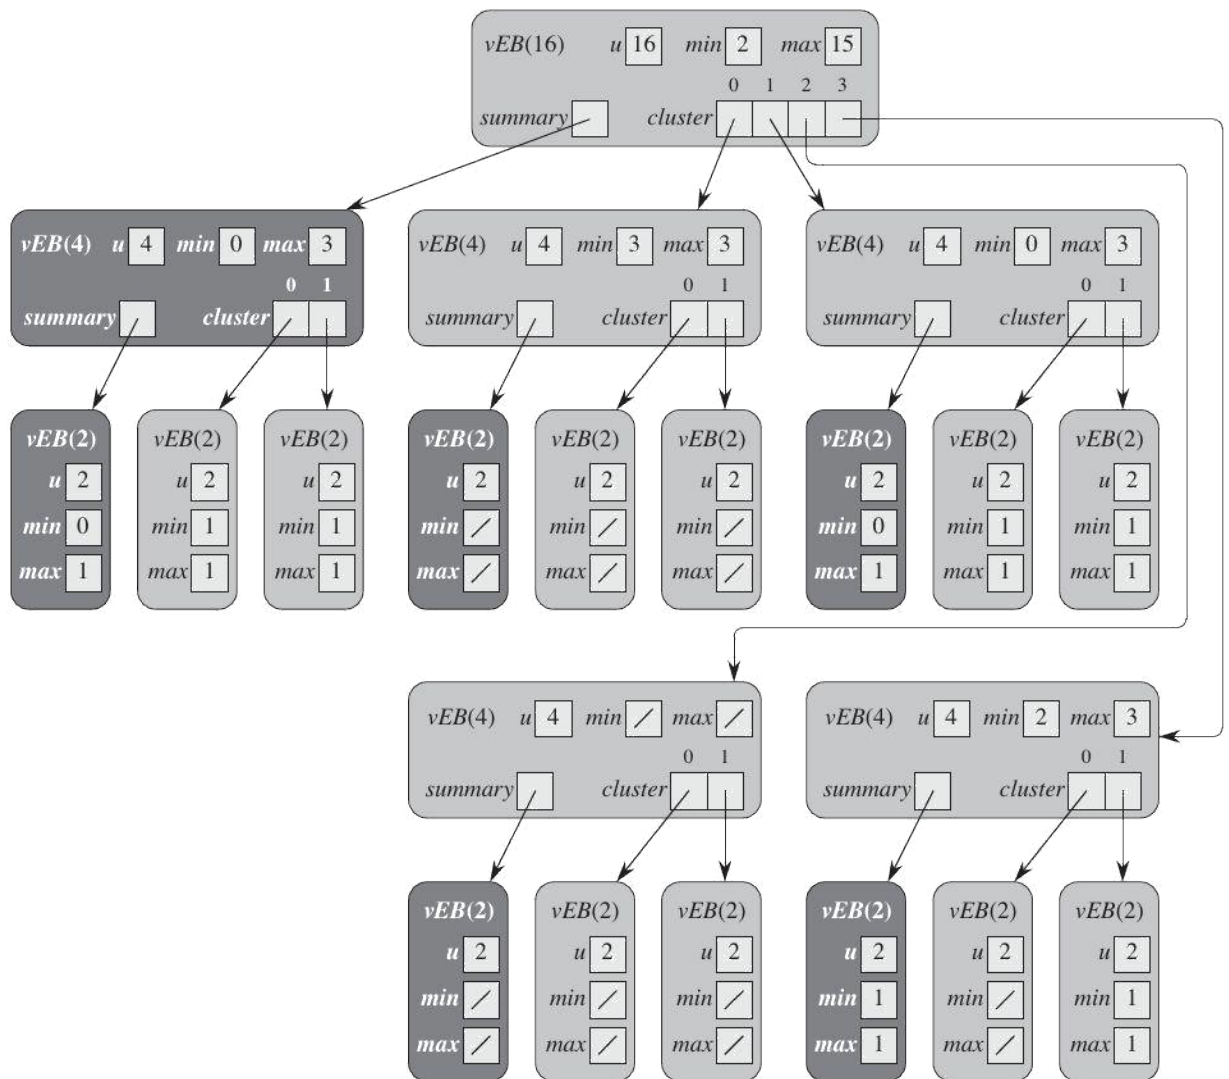 vEB(16) u 16 min 2 max 15
0 1 2 3
summary cluster
vEB(4) u 4 min 0 max 3
0 1
summary cluster
vEB(4) u 4 min 3 max 3
0 1
summary cluster
vEB(4) u 4 min 0 max 3
0 1
summary cluster
vEB(2)
u 2
min 0
max 1
vEB(2)
u 2
min 1
max 1
vEB(2)
u 2
min 1
max 1
vEB(2)
u 2
min /
max /
vEB(2)
u 2
min /
max /
vEB(2)
u 2
min /
max /
vEB(2)
u 2
min 0
max 1
vEB(2)
u 2
min 1
max 1
vEB(2)
u 2
min 1
max 1
vEB(4) u 4 min / max /
0 1
summary cluster
vEB(4) u 4 min 2 max 3
0 1
summary cluster
vEB(2)
u 2
min /
max /
vEB(2)
u 2
min /
max /
vEB(2)
u 2
min /
max /
vEB(2)
u 2
min 1
max 1
vEB(2)
u 2
min /
max /
vEB(2)
u 2
min 1
max 1